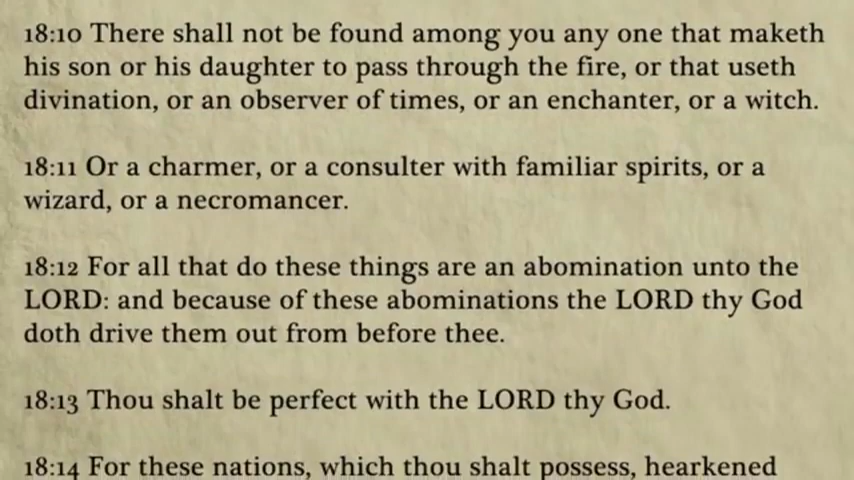 18:10 There shall not be found among you any one that maketh
his son or his daughter to pass through the fire, or that useth
divination, or an observer of times, or an enchanter, or a witch.
18:11 Or a charmer, or a consulter with familiar spirits, or a
wizard, or a necromancer.
18:12 For all that do these things are an abomination unto the
LORD: and because of these abominations the LORD thy God
doth drive them out from before thee.
18:13 Thou shalt be perfect with the LORD thy God.
18:14 For these nations, which thou shalt possess, hearkened